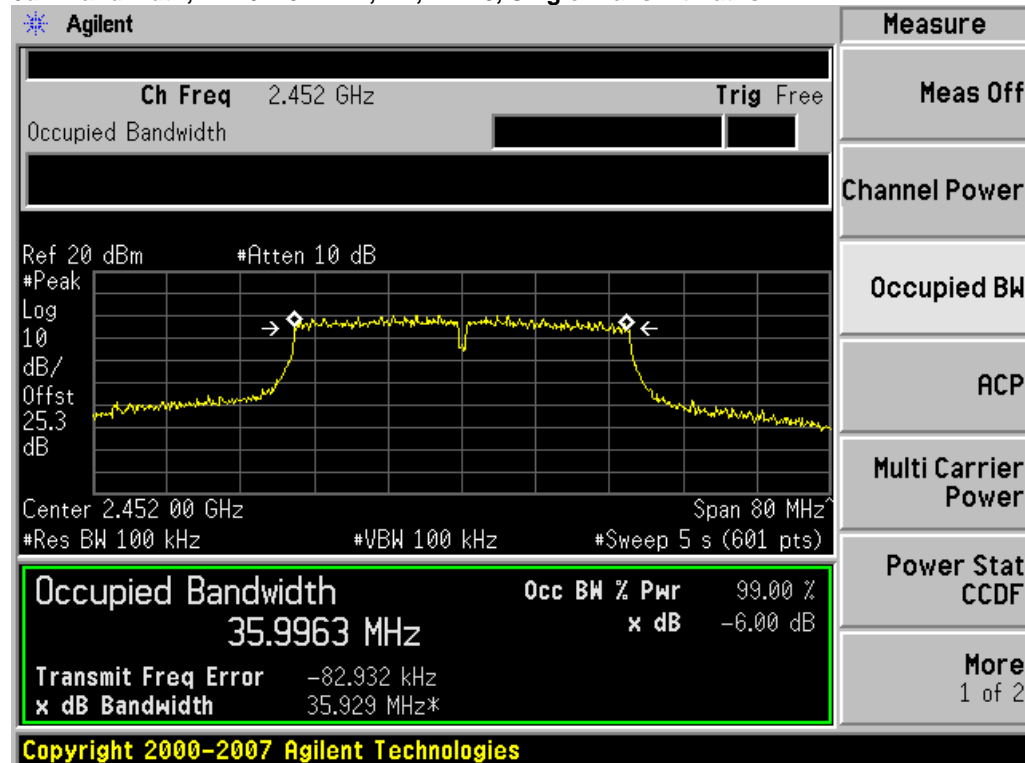 Agilent
Measure
Ch Freq 2.452 GHz Trig Free
Occupied Bandwidth
Meas Off
Channel Power
Ref 20 dBm #Atten 10 dB
#Peak
Log
10
dB/
Offst
25.3
dB
Occupied BW
ACP
Multi Carrier
Power
Center 2.452 00 GHz Span 80 MHz^
#Res BW 100 kHz #VBW 100 kHz #Sweep 5 s (601 pts)
Occupied Bandwidth Occ BW % Pwr 99.00 %
35.9963 MHz x dB -6.00 dB
Transmit Freq Error -82.932 kHz
x dB Bandwidth 35.929 MHz*
Power Stat
CCDF
More
1 of 2
Copyright 2000-2007 Agilent Technologies